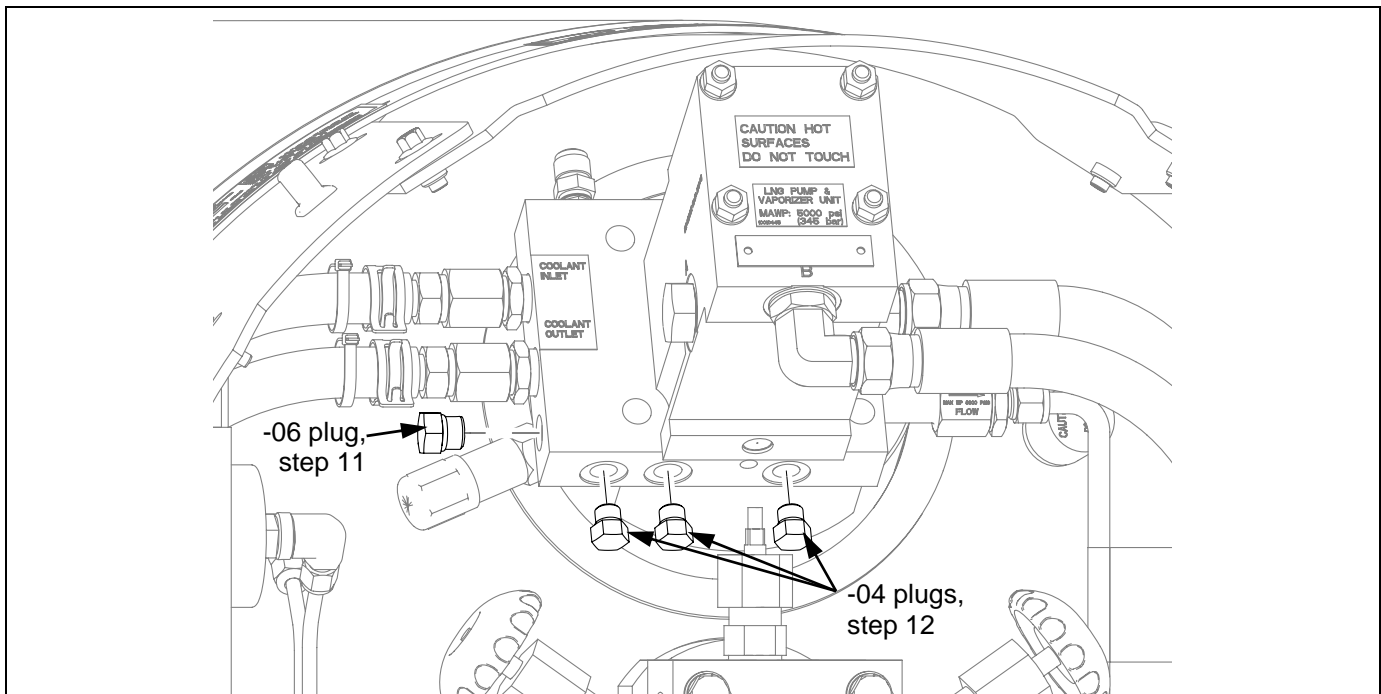 CAUTION HOT
SURFACES
DO NOT TOUCH
LNG PUMP &
VAPORIZER UNIT
MAWP: 5000 psi
(345 bar)
B
COOLANT
INLET
COOLANT
OUTLET
FLOW
-06 plug,
step 11
-04 plugs,
step 12